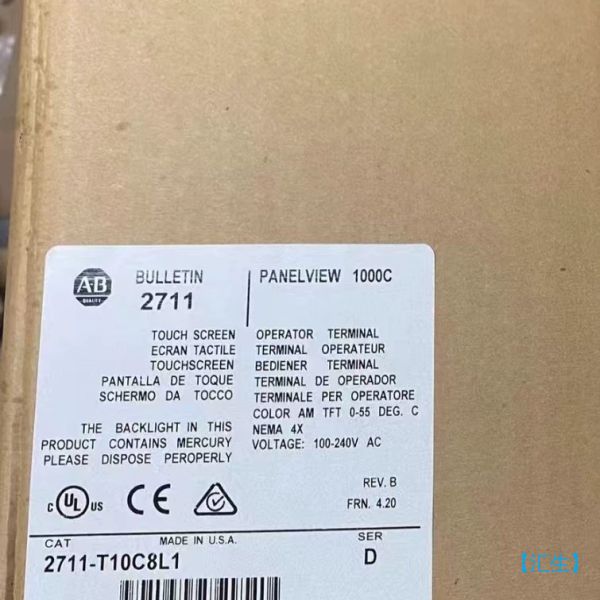 AB
QUALITY
BULLETIN
2711
PANELVIEW 1000C
TOUCH SCREEN OPERATOR TERMINAL
ECRAN TACTILE TERMINAL OPERATEUR
TOUCHSCREEN BEDIENER TERMINAL
PANTALLA DE TOQUE TERMINAL DE OPERADOR
SCHERMO DA TOCCO TERMINALE PER OPERATORE
COLOR AM TFT 0-55 DEG. C
NEMA 4X
VOLTAGE: 100-240V AC
THE BACKLIGHT IN THIS
PRODUCT CONTAINS MERCURY
PLEASE DISPOSE PEROPERLY
REV. B
FRN. 4.20
C UL US CE
CAT MADE IN U.S.A. SER
2711-T10C8L1 D
【汇生】